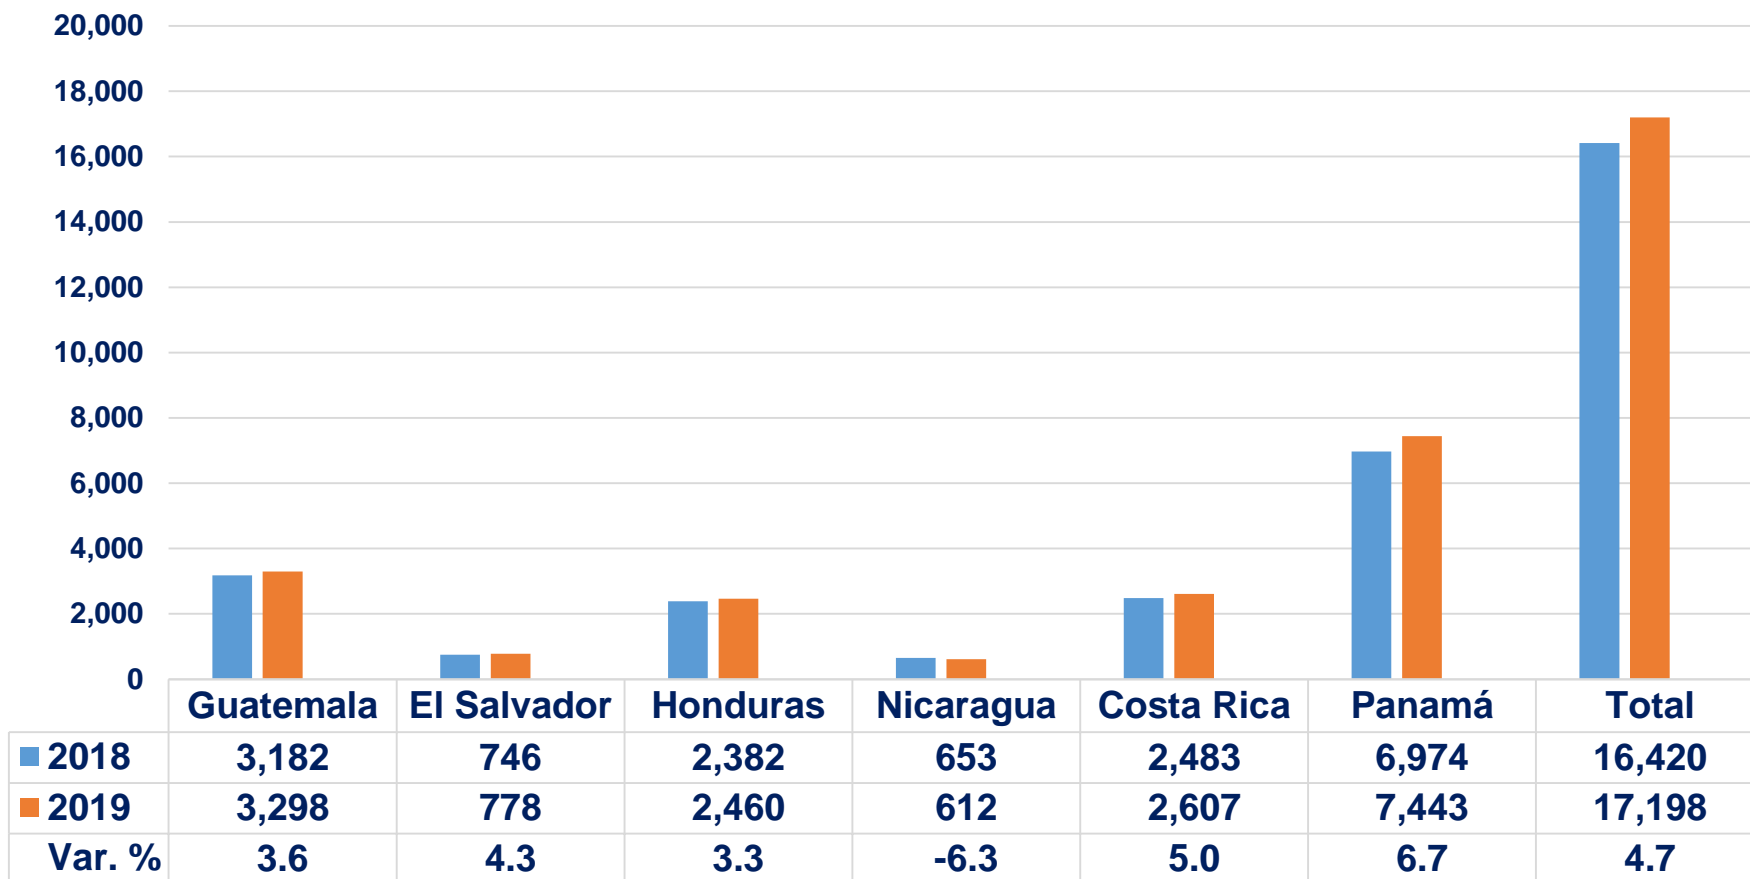 20,000
18,000
16,000
14,000
12,000
10,000
8,000
6,000
4,000
2,000
0
Guatemala El Salvador Honduras Nicaragua Costa Rica Panamá Total
2018 3,182 746 2,382 653 2,483 6,974 16,420
2019 3,298 778 2,460 612 2,607 7,443 17,198
Var. % 3.6 4.3 3.3 -6.3 5.0 6.7 4.7